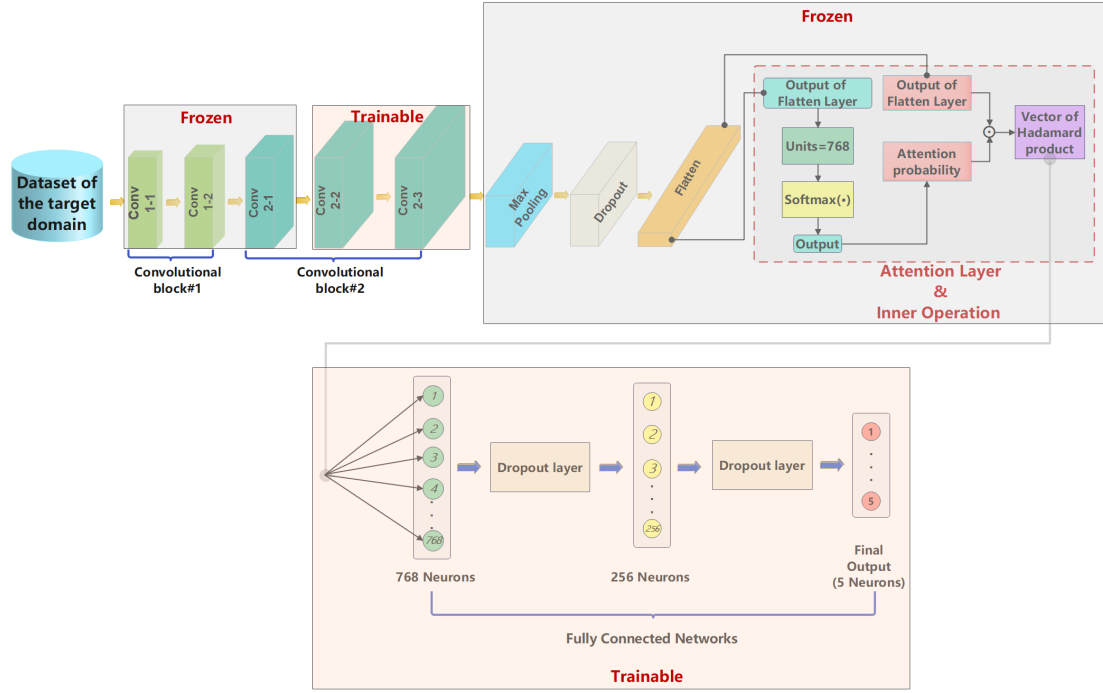 Frozen
Frozen
Trainable
Dataset of
the target
domain
Conv
1-1
Conv
1-2
Conv
2-1
Conv
2-2
Conv
2-3
Convolutional
block#1
Convolutional
block#2
Max
Pooling
Dropout
Flatten
Output of
Flatten Layer
Units=768
Softmax(•)
Output
Output of
Flatten Layer
Attention
probability
Vector of
Hadamard
product
Attention Layer
&
Inner Operation
1
2
3
4
768
768 Neurons
Dropout layer
1
2
3
256
256 Neurons
Dropout layer
1
5
Final
Output
(5 Neurons)
Fully Connected Networks
Trainable